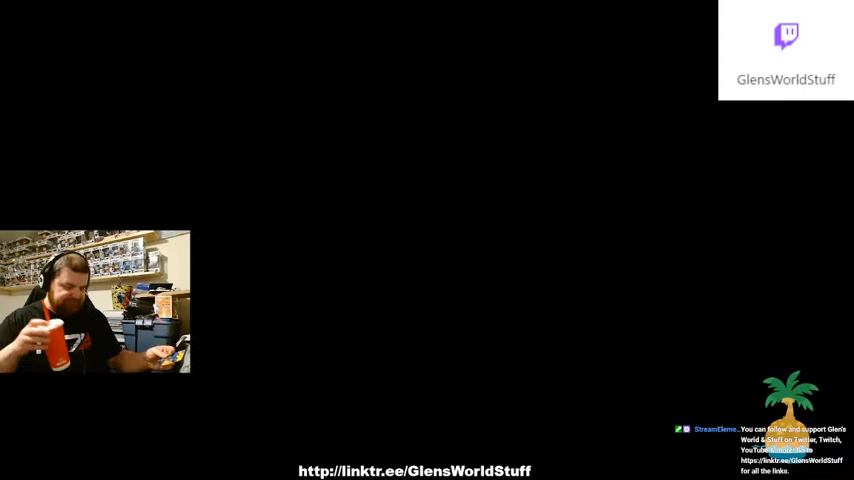 GlensWorldStuff
StreamEleme..
You can follow and support Glen's
World & Stuff on Twitter, Twitch,
YouTube
https://linktr.ee/GlensWorldStuff
for all the links.
http://linktr.ee/GlensWorldStuff